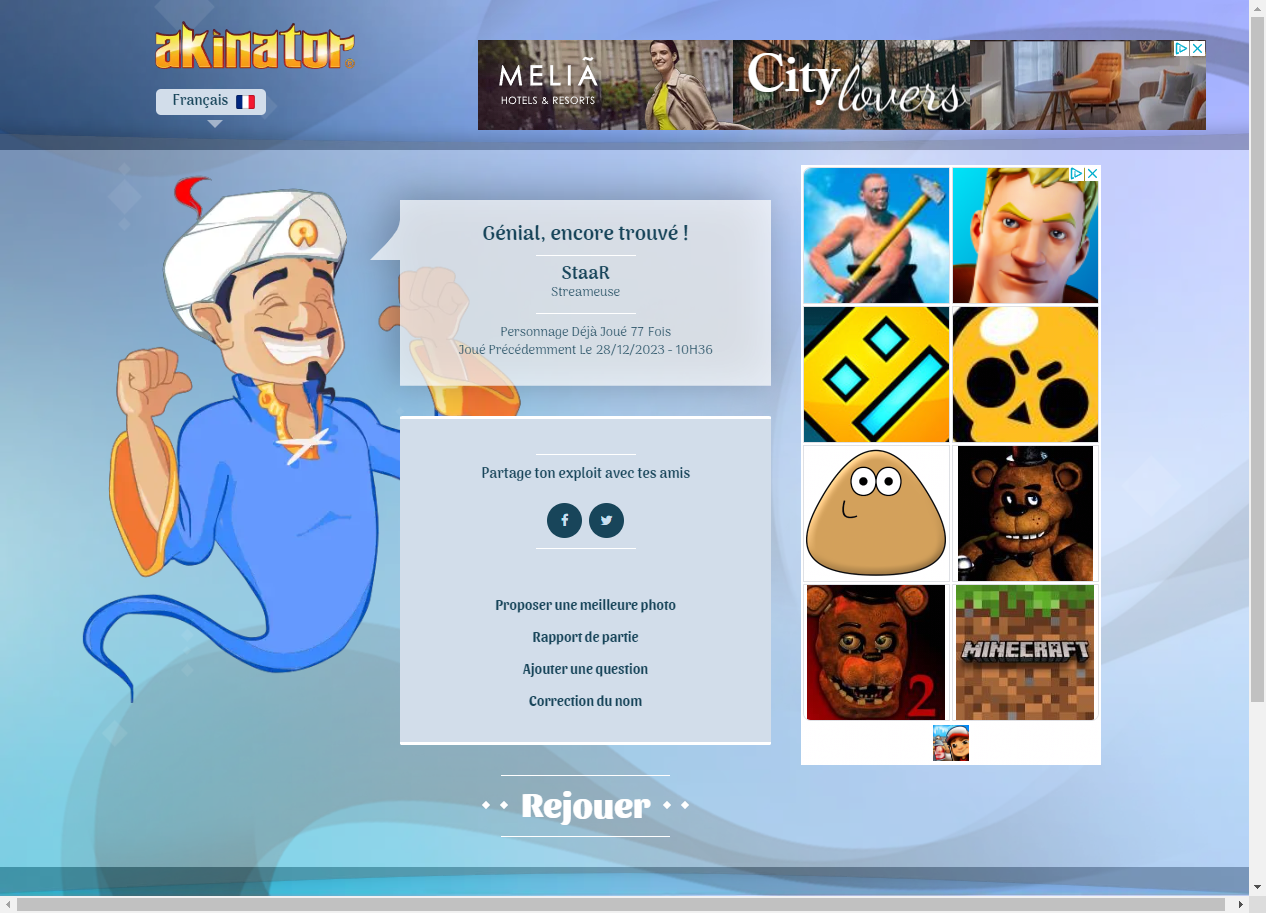 akinator
Français
MELIÃ
HOTELS & RESORTS
City
lovers
Génial, encore trouvé !
StaaR
Streameuse
Personnage Déjà Joué 77 Fois
Joué Précédemment Le 28/12/2023 - 10H36
Partage ton exploit avec tes amis
Proposer une meilleure photo
Rapport de partie
Ajouter une question
Correction du nom
Rejouer
2
MINECRAFT